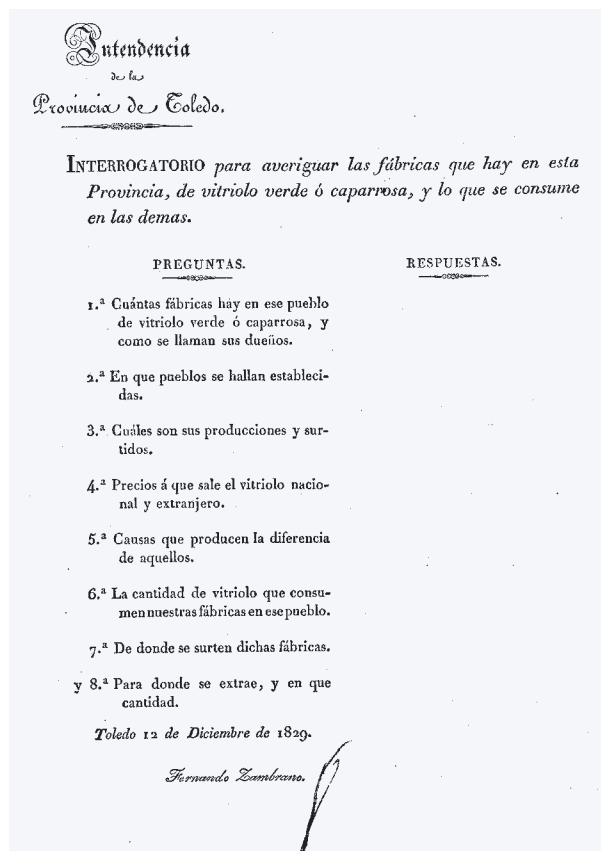 Intendencia
de la
Provincia de Toledo.
INTERROGATORIO para averiguar las fábricas que hay en esta
Provincia, de vitriolo verde ó caparrosa, y lo que se consume
en las demas.
PREGUNTAS.
RESPUESTAS.
1.ª Cuántas fábricas hay en ese pueblo
de vitriolo verde ó caparrosa, y
como se llaman sus dueños.
2.ª En que pueblos se hallan estableci-
das.
3.ª Cuáles son sus producciones y sur-
tidos.
4.ª Precios á que sale el vitriolo nacio-
nal y extranjero.
5.ª Causas que producen la diferencia
de aquellos.
6.ª La cantidad de vitriolo que consu-
men nuestras fábricas en ese pueblo.
7.ª De donde se surten dichas fábricas.
y 8.ª Para donde se extrae, y en que
cantidad.
Toledo 12 de Diciembre de 1829.
Fernando Zambrano.